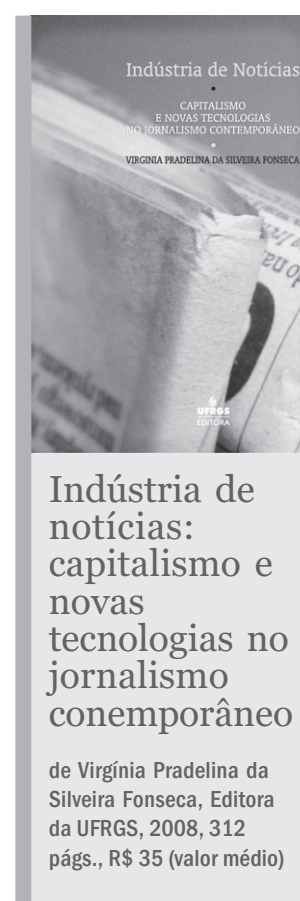 Indústria de Notícias
CAPITALISMO
E NOVAS TECNOLOGIAS
NO JORNALISMO CONTEMPORÂNEO
VIRGINIA PRADELINA DA SILVEIRA FONSECA
UFRGS
EDITORA
Indústria de
notícias:
capitalismo e
novas
tecnologias no
jornalismo
conemporâneo
de Virgínia Pradelina da
Silveira Fonseca, Editora
da UFRGS, 2008, 312
págs., R$ 35 (valor médio)